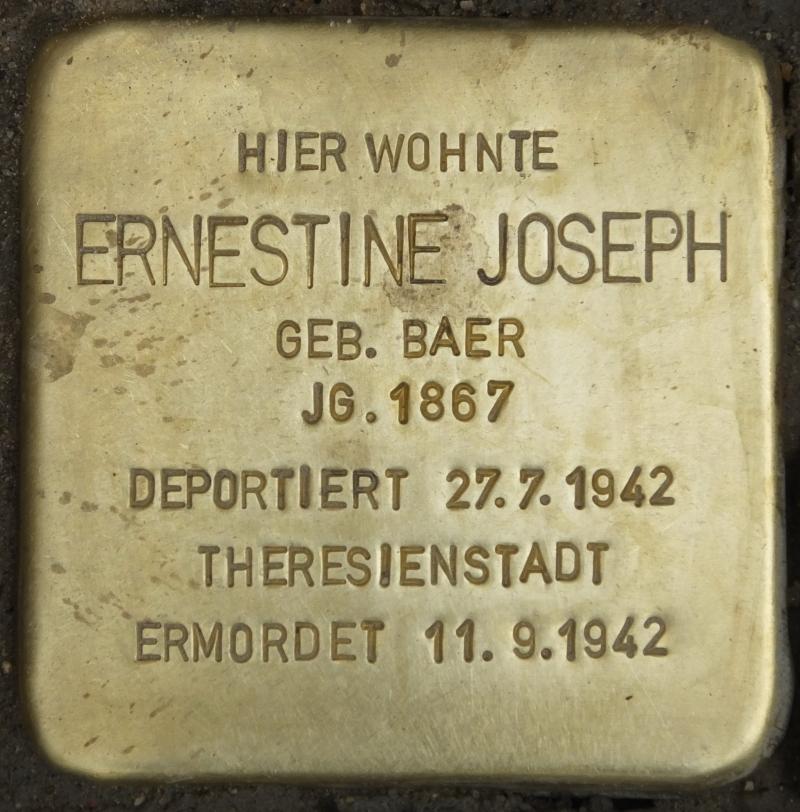 HIER WOHNTE
ERNESTINE JOSEPH
GEB. BAER
JG. 1867
DEPORTIERT 27.7.1942
THERESIENSTADT
ERMORDET 11.9.1942